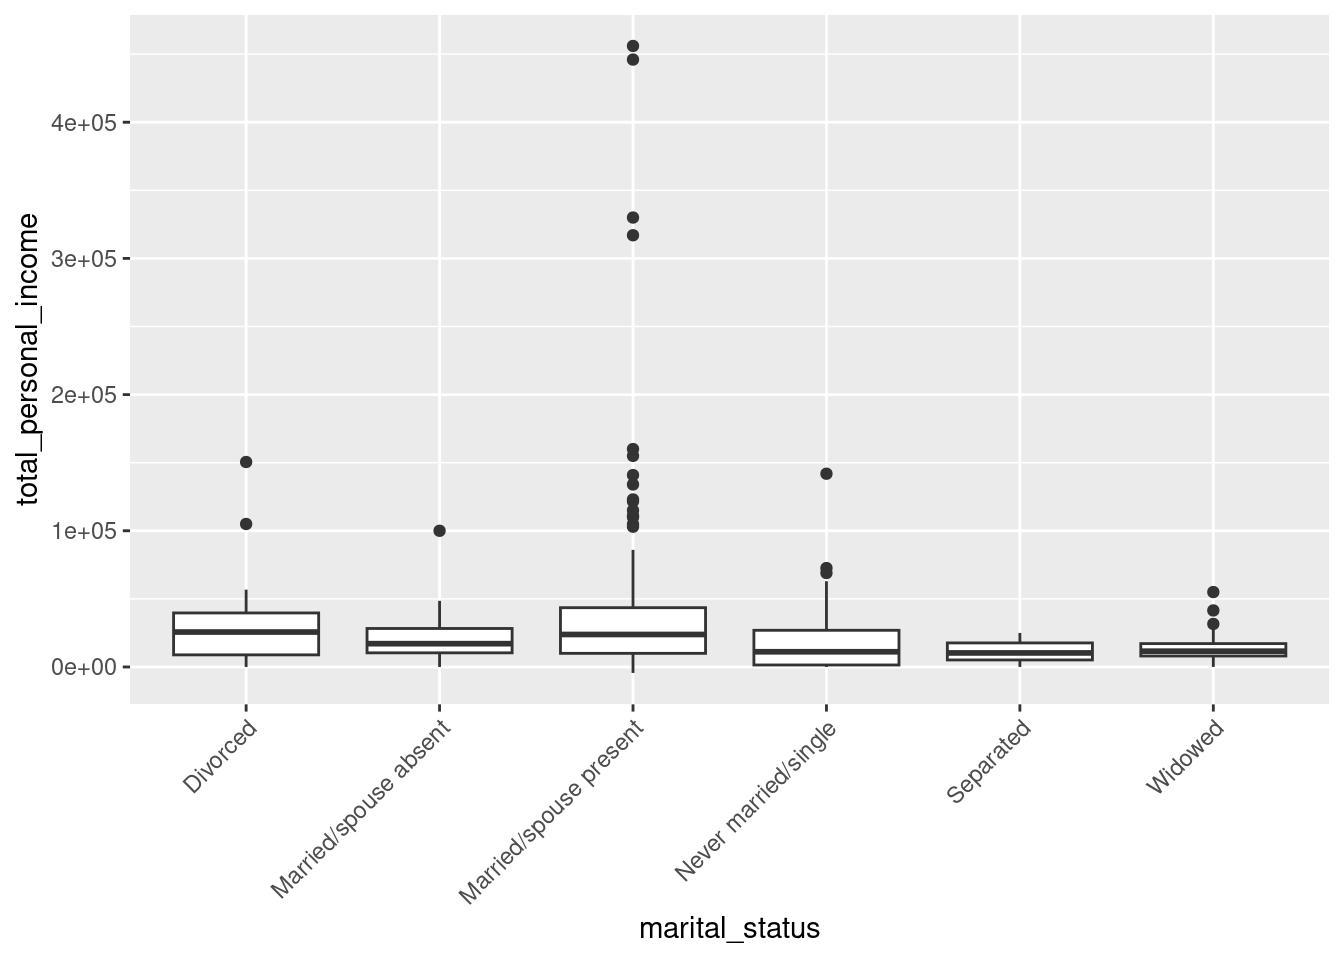 total_personal_income
4e+05
3e+05
2e+05
1e+05
0e+00
Divorced
Married/spouse absent
Married/spouse present
Never married/single
Separated
Widowed
marital_status